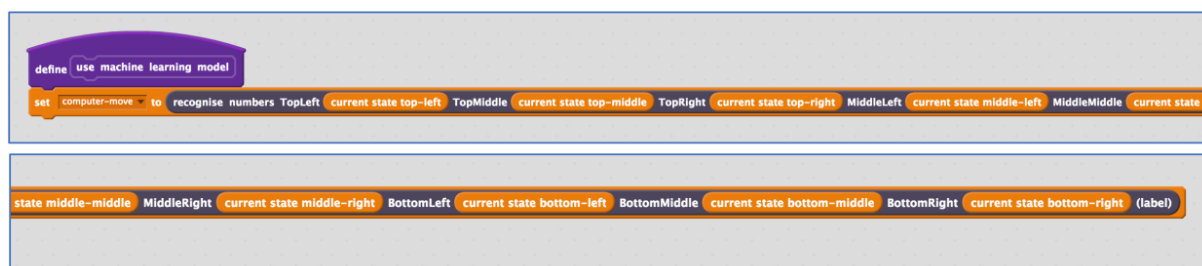 define use machine learning model
set computer-move to recognise numbers TopLeft current state top-left TopMiddle current state top-middle TopRight current state top-right MiddleLeft current state middle-left MiddleMiddle current state
state middle-middle MiddleRight current state middle-right BottomLeft current state bottom-left BottomMiddle current state bottom-middle BottomRight current state bottom-right (label)